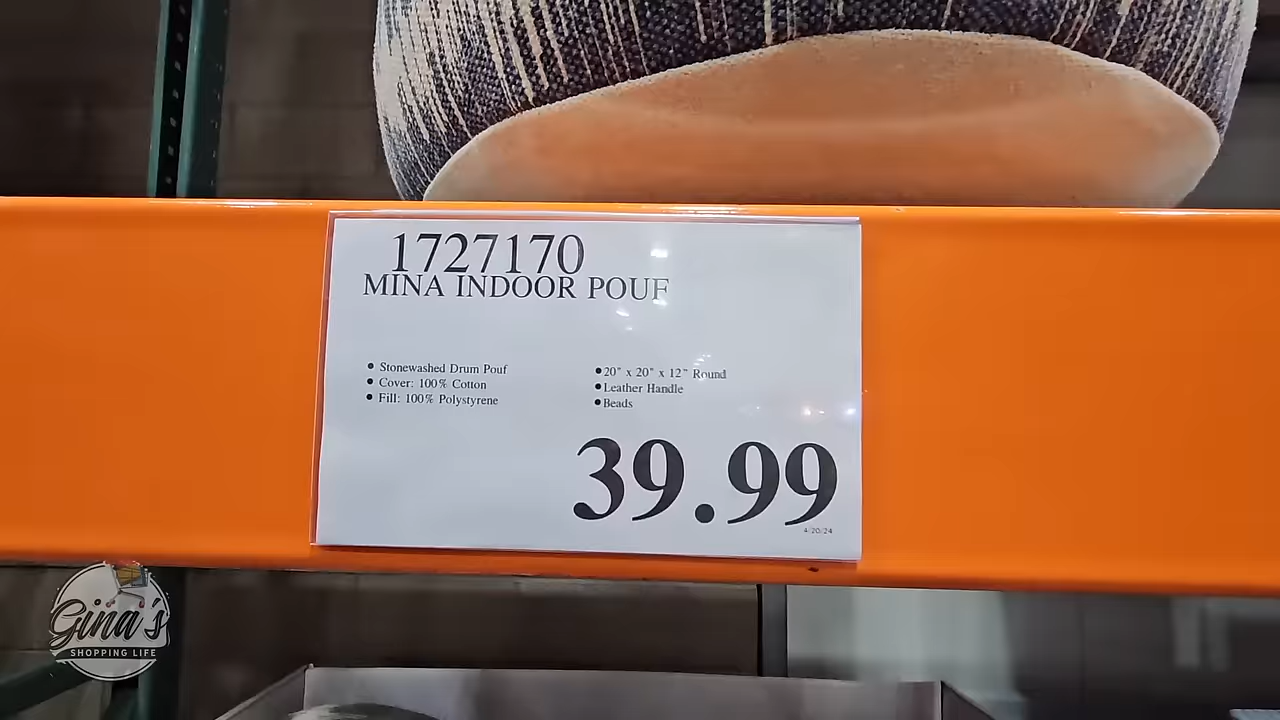 1727170
MINA INDOOR POUF
• Stonewashed Drum Pouf
• Cover: 100% Cotton
• Fill: 100% Polystyrene
• 20" x 20" x 12" Round
• Leather Handle
• Beads
39.99
4/20/24
Gina's
SHOPPING LIFE